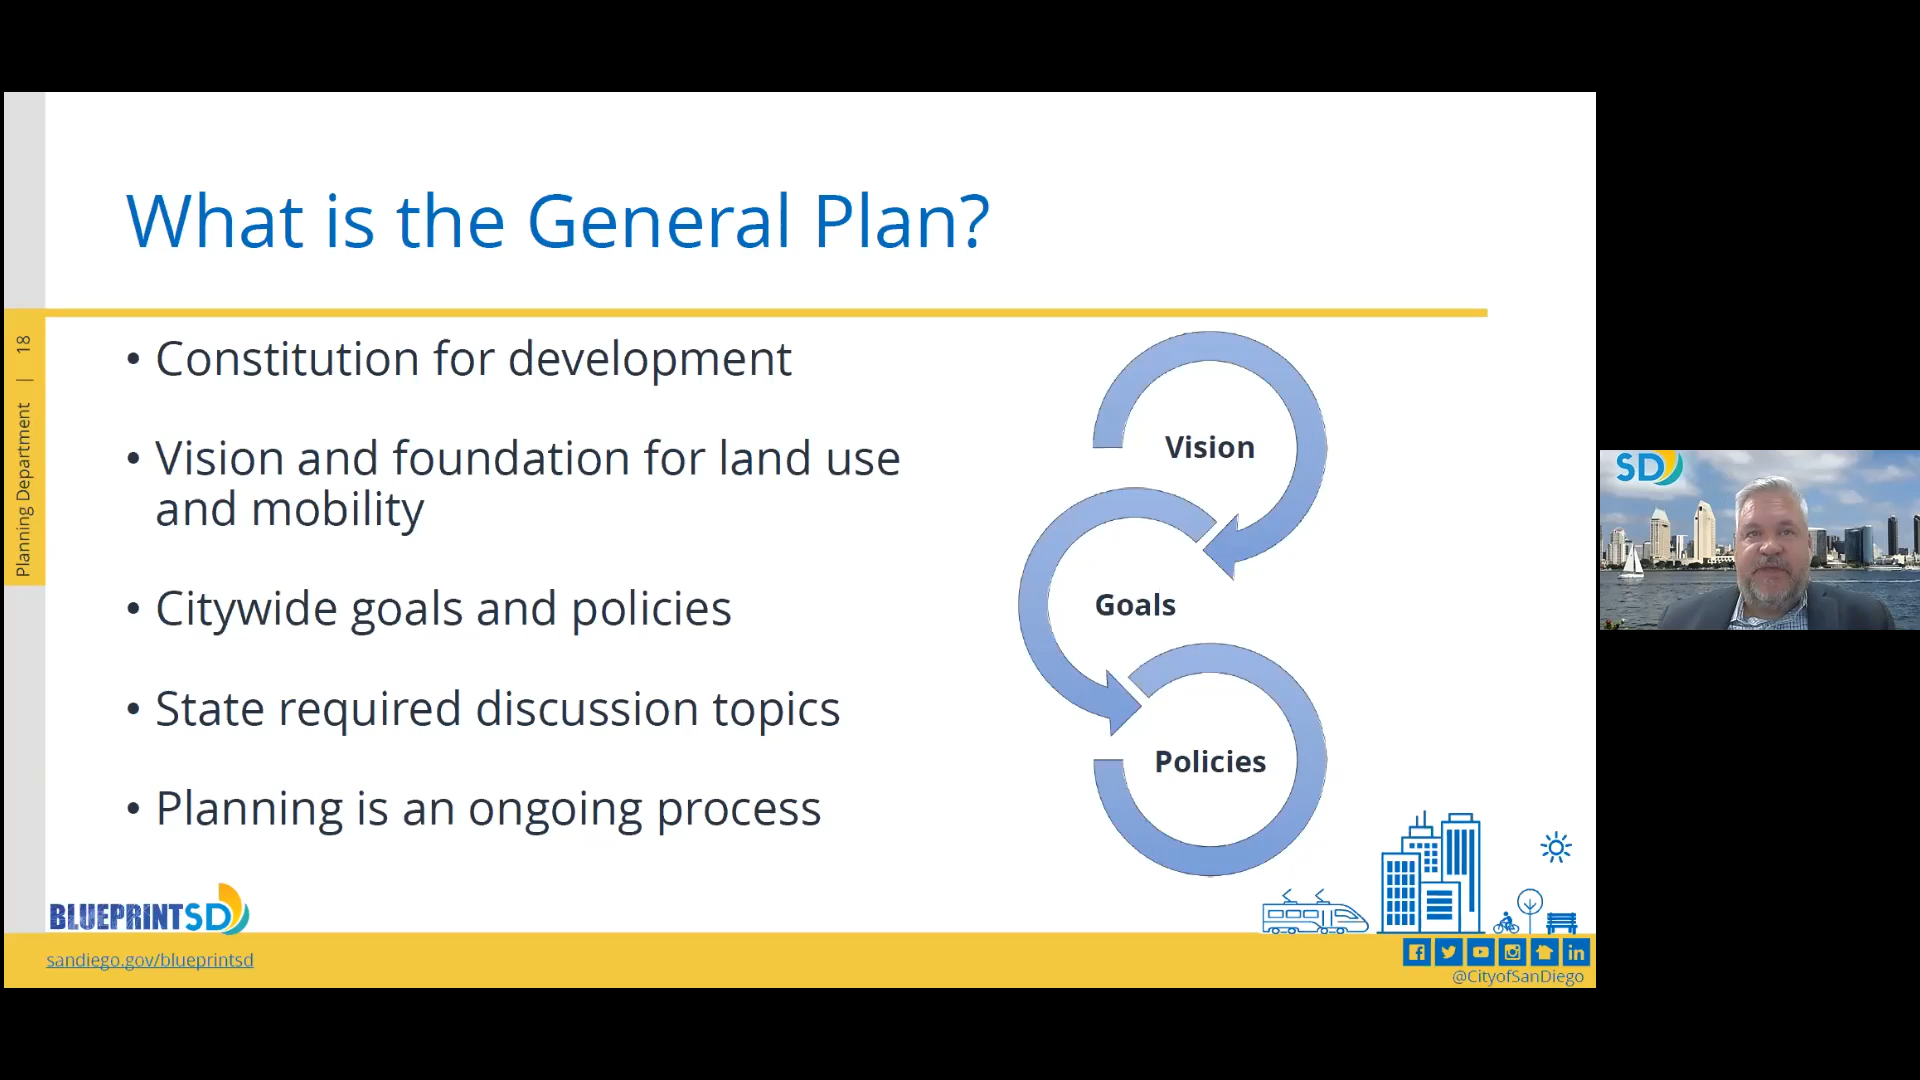 What is the General Plan?
• Constitution for development
• Vision and foundation for land use
and mobility
• Citywide goals and policies
• State required discussion topics
• Planning is an ongoing process
Vision
Goals
Policies
Planning Department | 18
BLUEPRINTSD
sandiego.gov/blueprintsd
@CityofSanDiego
SD